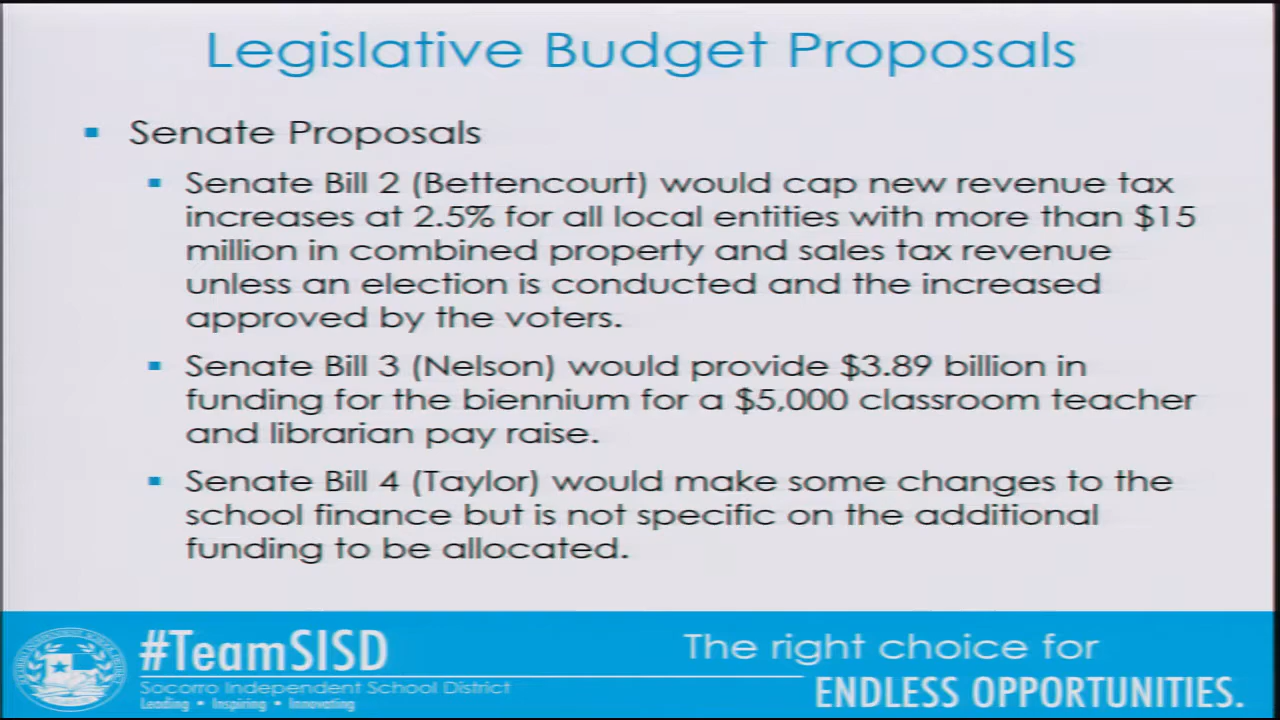 Legislative Budget Proposals
Senate Proposals
Senate Bill 2 (Bettencourt) would cap new revenue tax
increases at 2.5% for all local entities with more than $15
million in combined property and sales tax revenue
unless an election is conducted and the increased
approved by the voters.
Senate Bill 3 (Nelson) would provide $3.89 billion in
funding for the biennium for a $5,000 classroom teacher
and librarian pay raise.
Senate Bill 4 (Taylor) would make some changes to the
school finance but is not specific on the additional
funding to be allocated.
#TeamSISD
Socorro Independent School District
Leading • Inspiring • Innovating
The right choice for
ENDLESS OPPORTUNITIES.